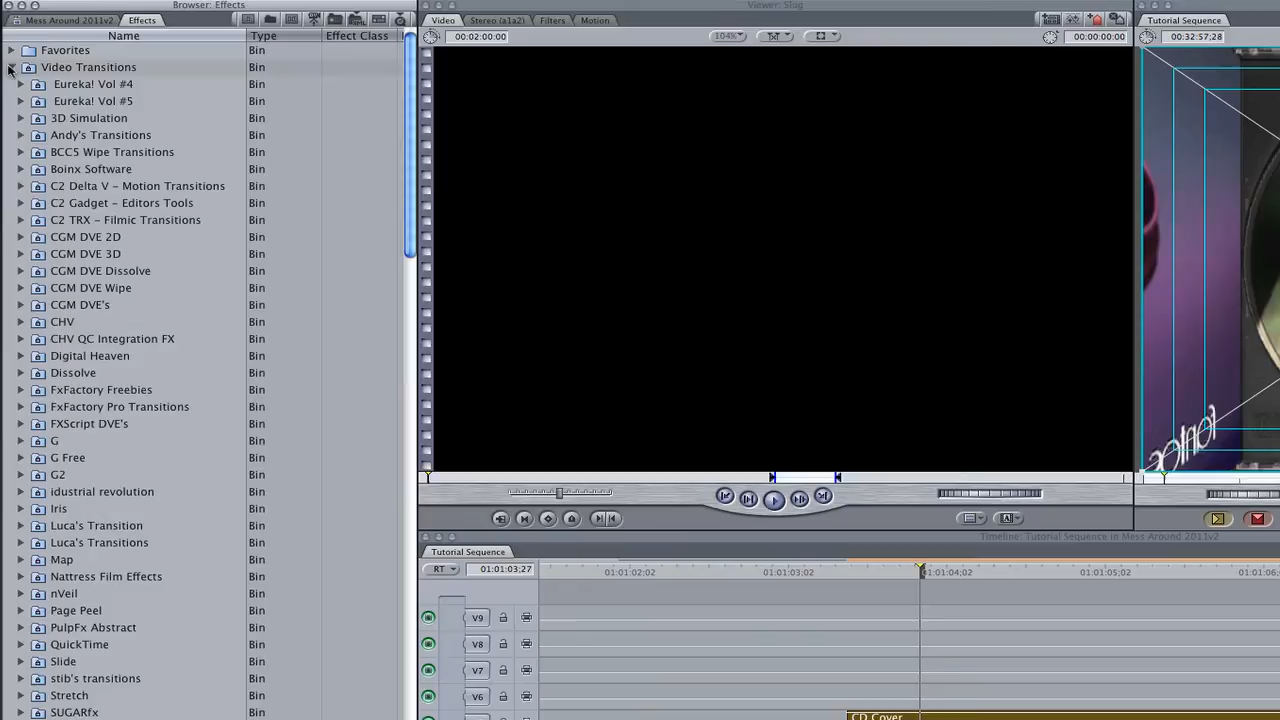 Browser: Effects
Mess Around 2011v2
Effects
Name Type Effect Class
Favorites Bin
Video Transitions Bin
Eureka! Vol #4 Bin
Eureka! Vol #5 Bin
3D Simulation Bin
Andy's Transitions Bin
BCC5 Wipe Transitions Bin
Boinx Software Bin
C2 Delta V - Motion Transitions Bin
C2 Gadget - Editors Tools Bin
C2 TRX - Filmic Transitions Bin
CGM DVE 2D Bin
CGM DVE 3D Bin
CGM DVE Dissolve Bin
CGM DVE Wipe Bin
CGM DVE's Bin
CHV Bin
CHV QC Integration FX Bin
Digital Heaven Bin
Dissolve Bin
FxFactory Freebies Bin
FxFactory Pro Transitions Bin
FXScript DVE's Bin
G Bin
G Free Bin
G2 Bin
idustrial revolution Bin
Iris Bin
Luca's Transition Bin
Luca's Transitions Bin
Map Bin
Nattress Film Effects Bin
nVeil Bin
Page Peel Bin
PulpFx Abstract Bin
QuickTime Bin
Slide Bin
stib's transitions Bin
Stretch Bin
SUGARfx Bin
Viewer: Slug
Video Stereo (a1a2) Filters Motion
00:02:00:00
104%
00:00:00:00
Tutorial Sequence
00:32:57;28
Timeline: Tutorial Sequence in Mess Around 2011v2
Tutorial Sequence
RT
01:01:03;27
01:01:02;02 01:01:03;02 01:01:04;02 01:01:05;02 01:01:06;
V9
V8
V7
V6
CD Cover